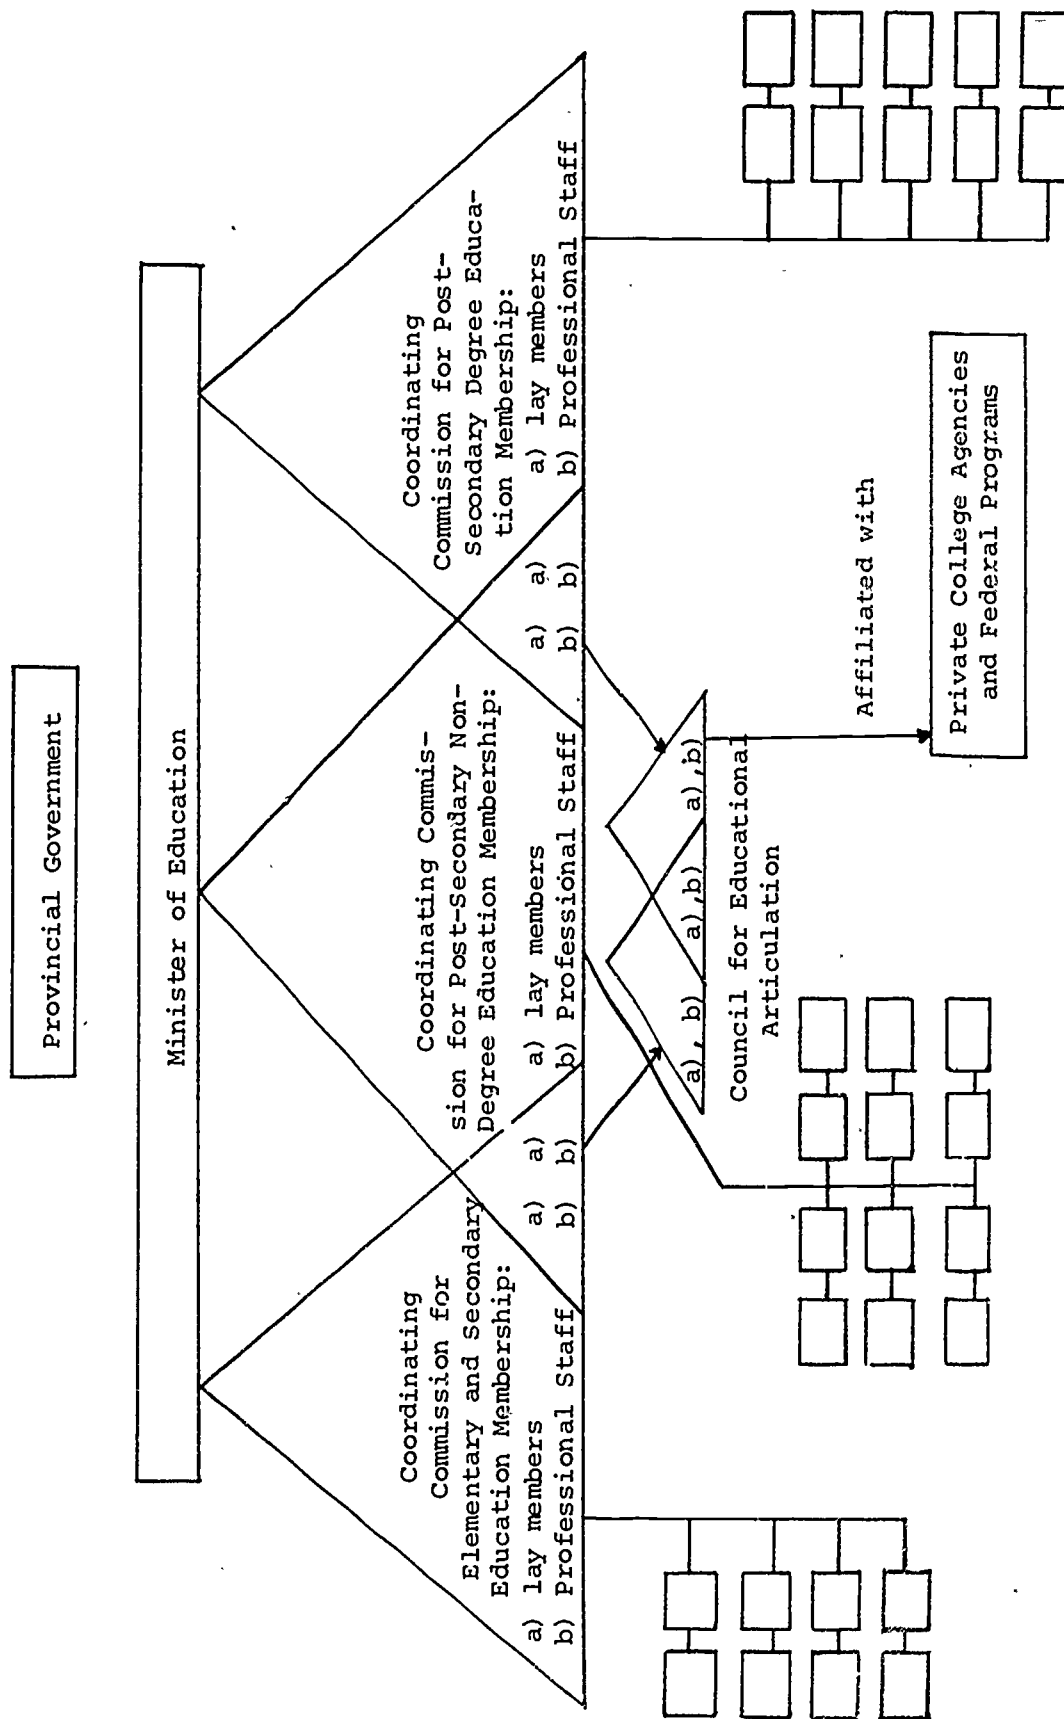 Provincial Government
Minister of Education
Coordinating
Commission for
Elementary and Secondary
Education Membership:
a) lay members
b) Professional Staff
a) a)
b) b)
Coordinating Commis-
sion for Post-Secondary Non-
Degree Education Membership:
a) lay members
b) Professional Staff
a) a)
b) b)
Coordinating
Commission for Post-
Secondary Degree Educa-
tion Membership:
a) lay members
b) Professional Staff
a), b) a),b) a),b)
Council for Educational
Articulation
Affiliated with
Private College Agencies
and Federal Programs